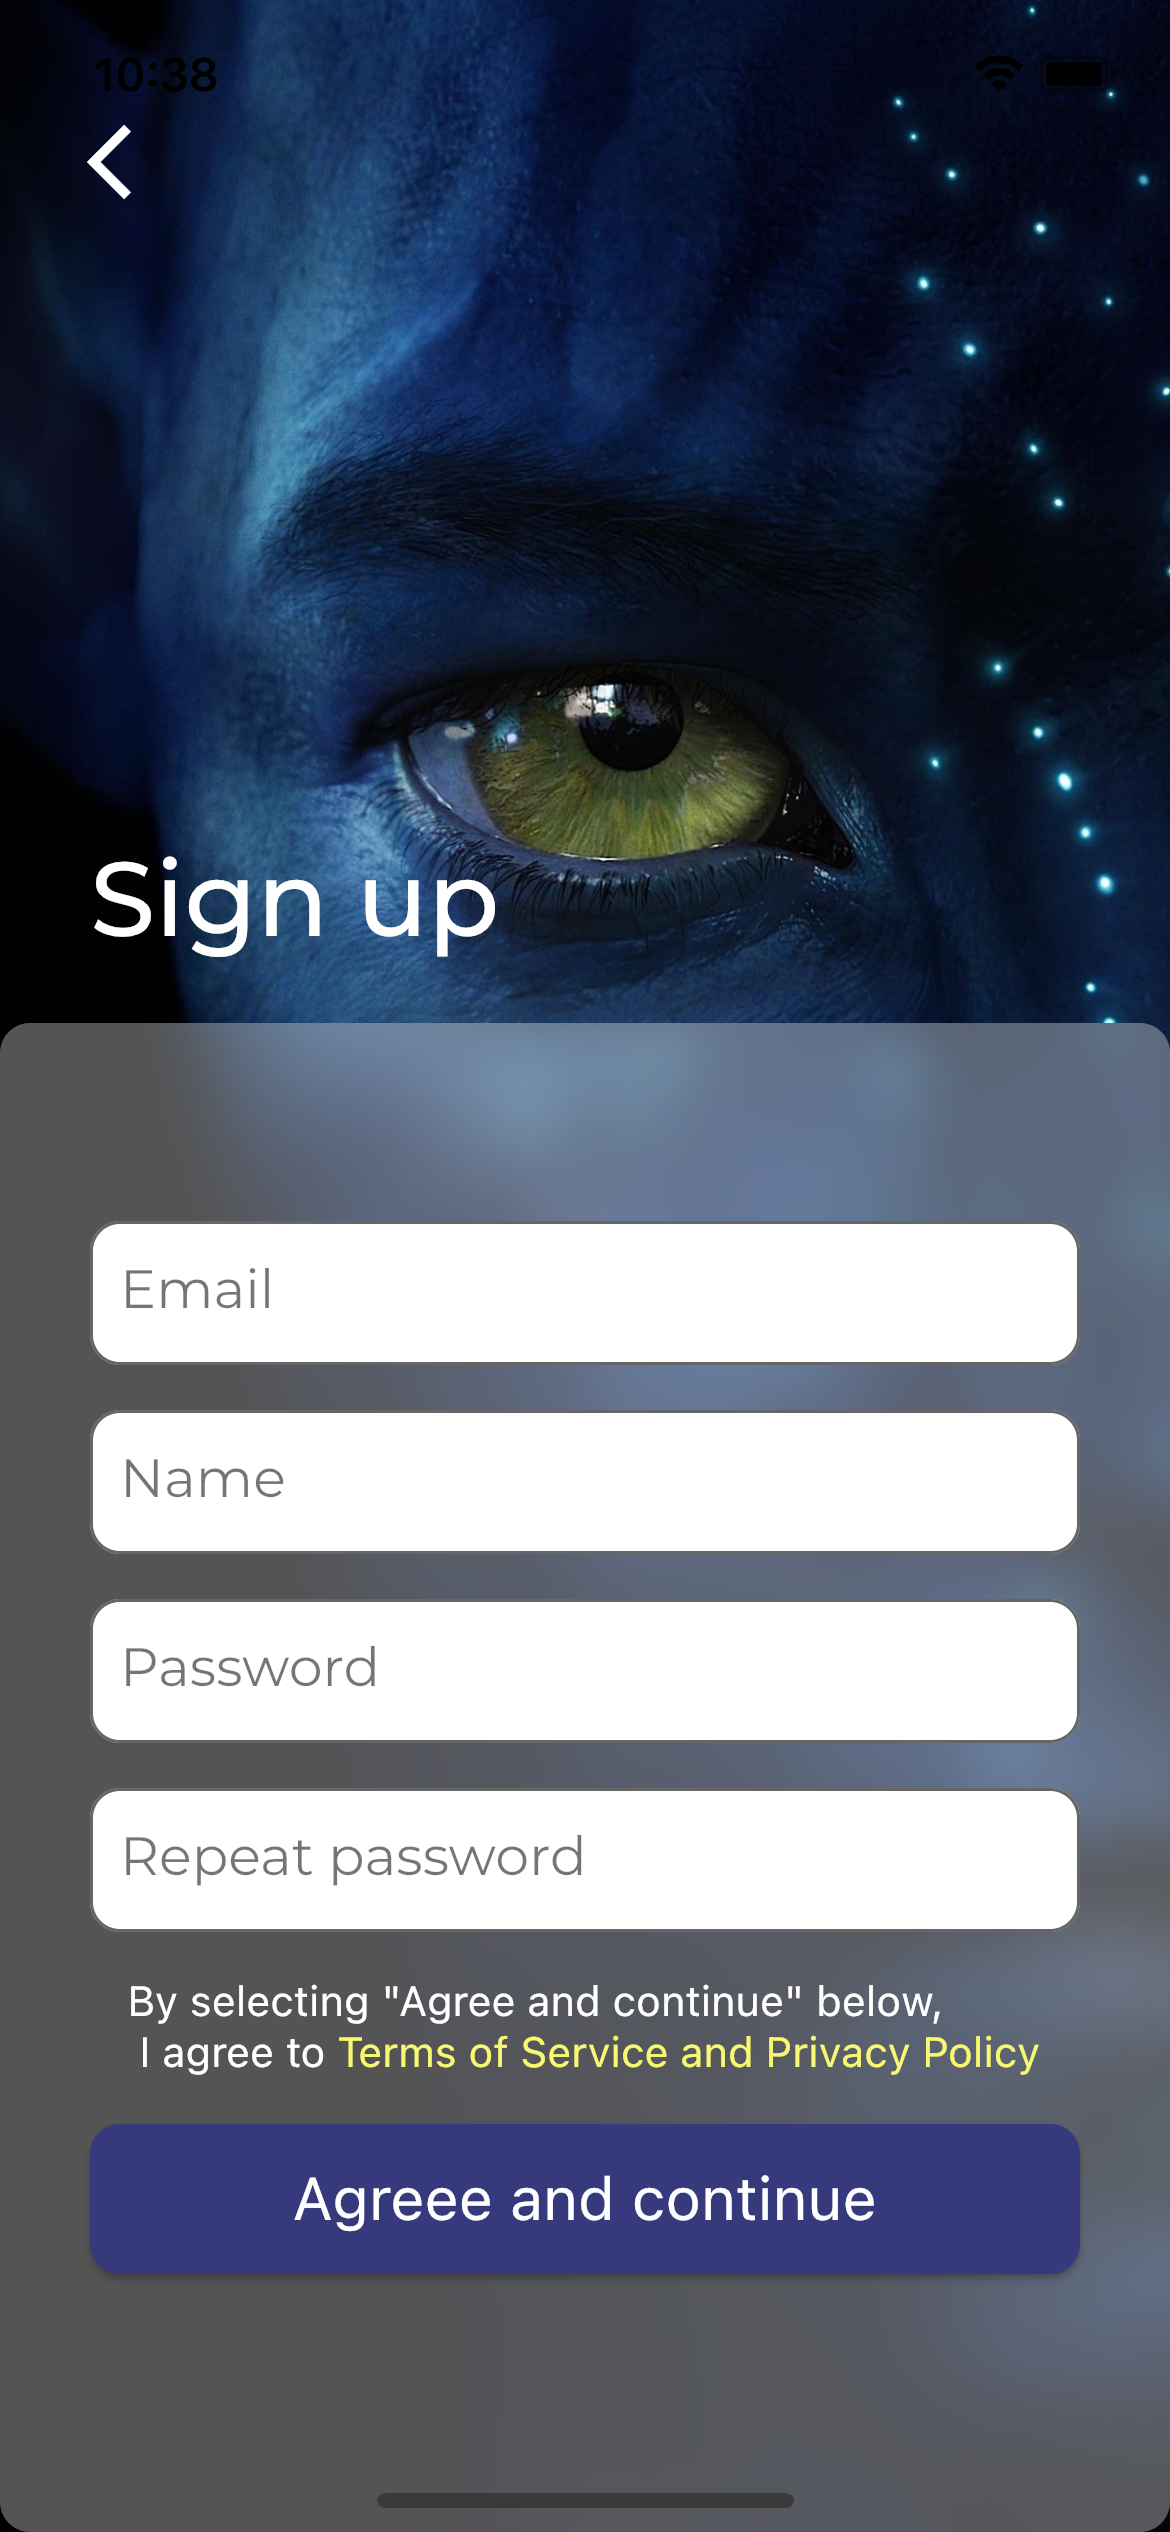 10:38
Sign up
Email
Name
Password
Repeat password
By selecting "Agree and continue" below,
I agree to Terms of Service and Privacy Policy
Agreee and continue